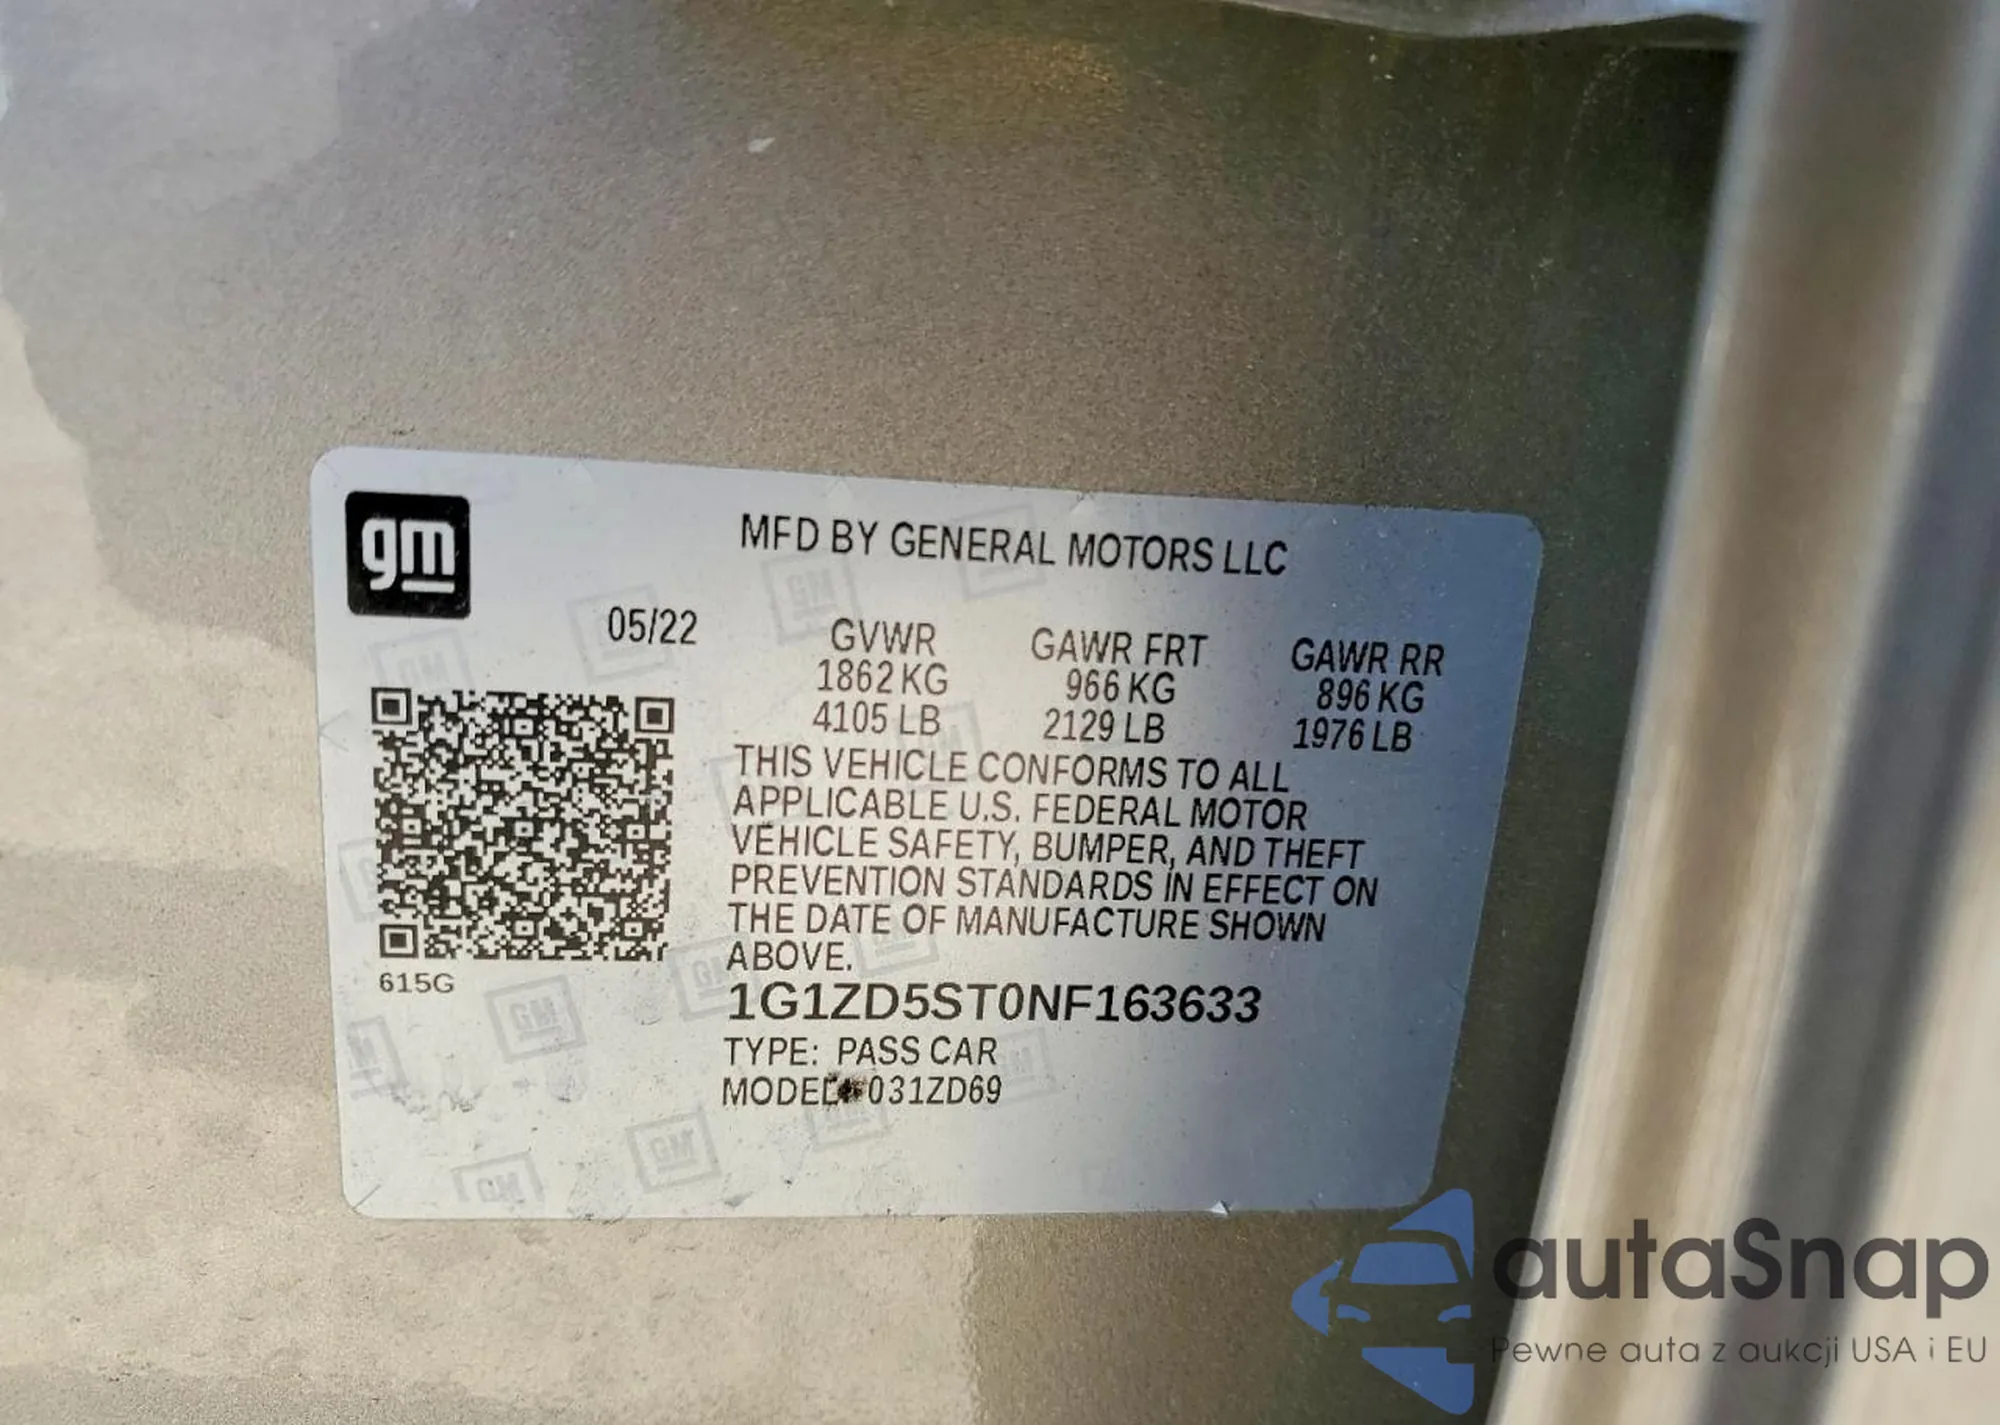 gm
MFD BY GENERAL MOTORS LLC
05/22
GVWR GAWR FRT GAWR RR
1862 KG 966 KG 896 KG
4105 LB 2129 LB 1976 LB
THIS VEHICLE CONFORMS TO ALL
APPLICABLE U.S. FEDERAL MOTOR
VEHICLE SAFETY, BUMPER, AND THEFT
PREVENTION STANDARDS IN EFFECT ON
THE DATE OF MANUFACTURE SHOWN
ABOVE.
615G
1G1ZD5ST0NF163633
TYPE: PASS CAR
MODEL: 031ZD69
autaSnap
Pewne auta z aukcji USA i EU